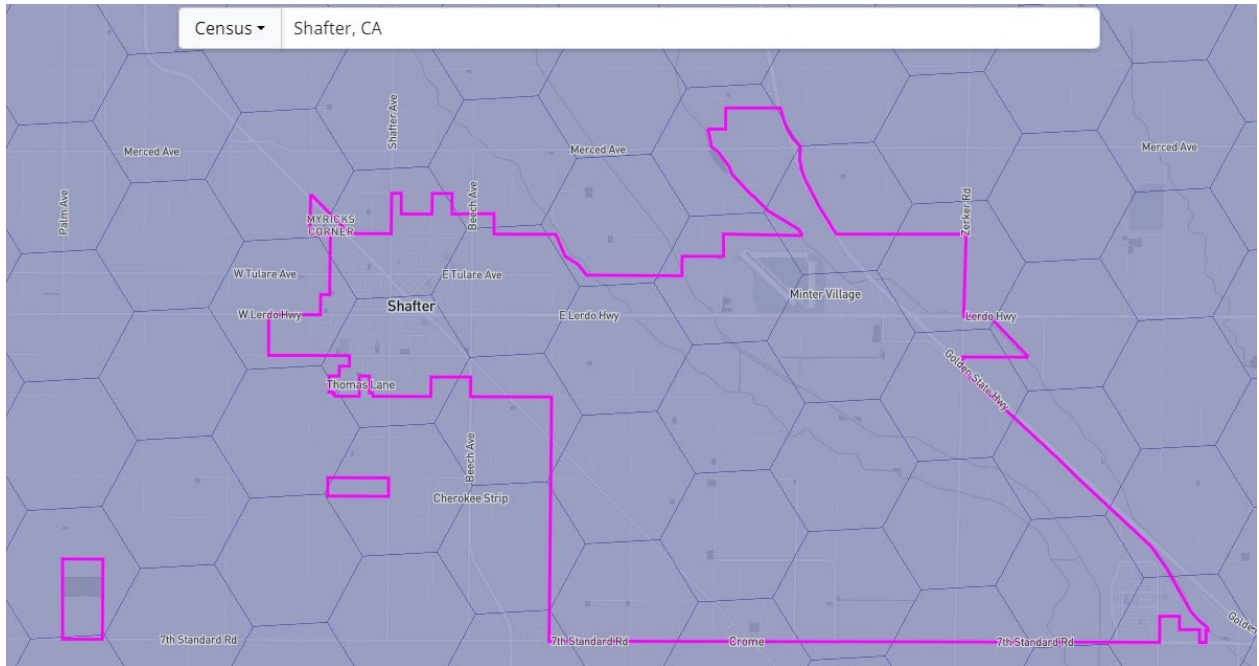 Census
Shafter, CA
Shafter Ave
Merced Ave
Merced Ave
Merced Ave
Palm Ave
MYRICKS
CORNER
Beech Ave
Zerker Rd
W Tulare Ave
E Tulare Ave
Minter Village
Shafter
W Lerdo Hwy
E Lerdo Hwy
Lerdo Hwy
Golden State Hwy
Thomas Lane
Beech Ave
Cherokee Strip
7th Standard Rd
7th Standard Rd
Crome
7th Standard Rd
Golden